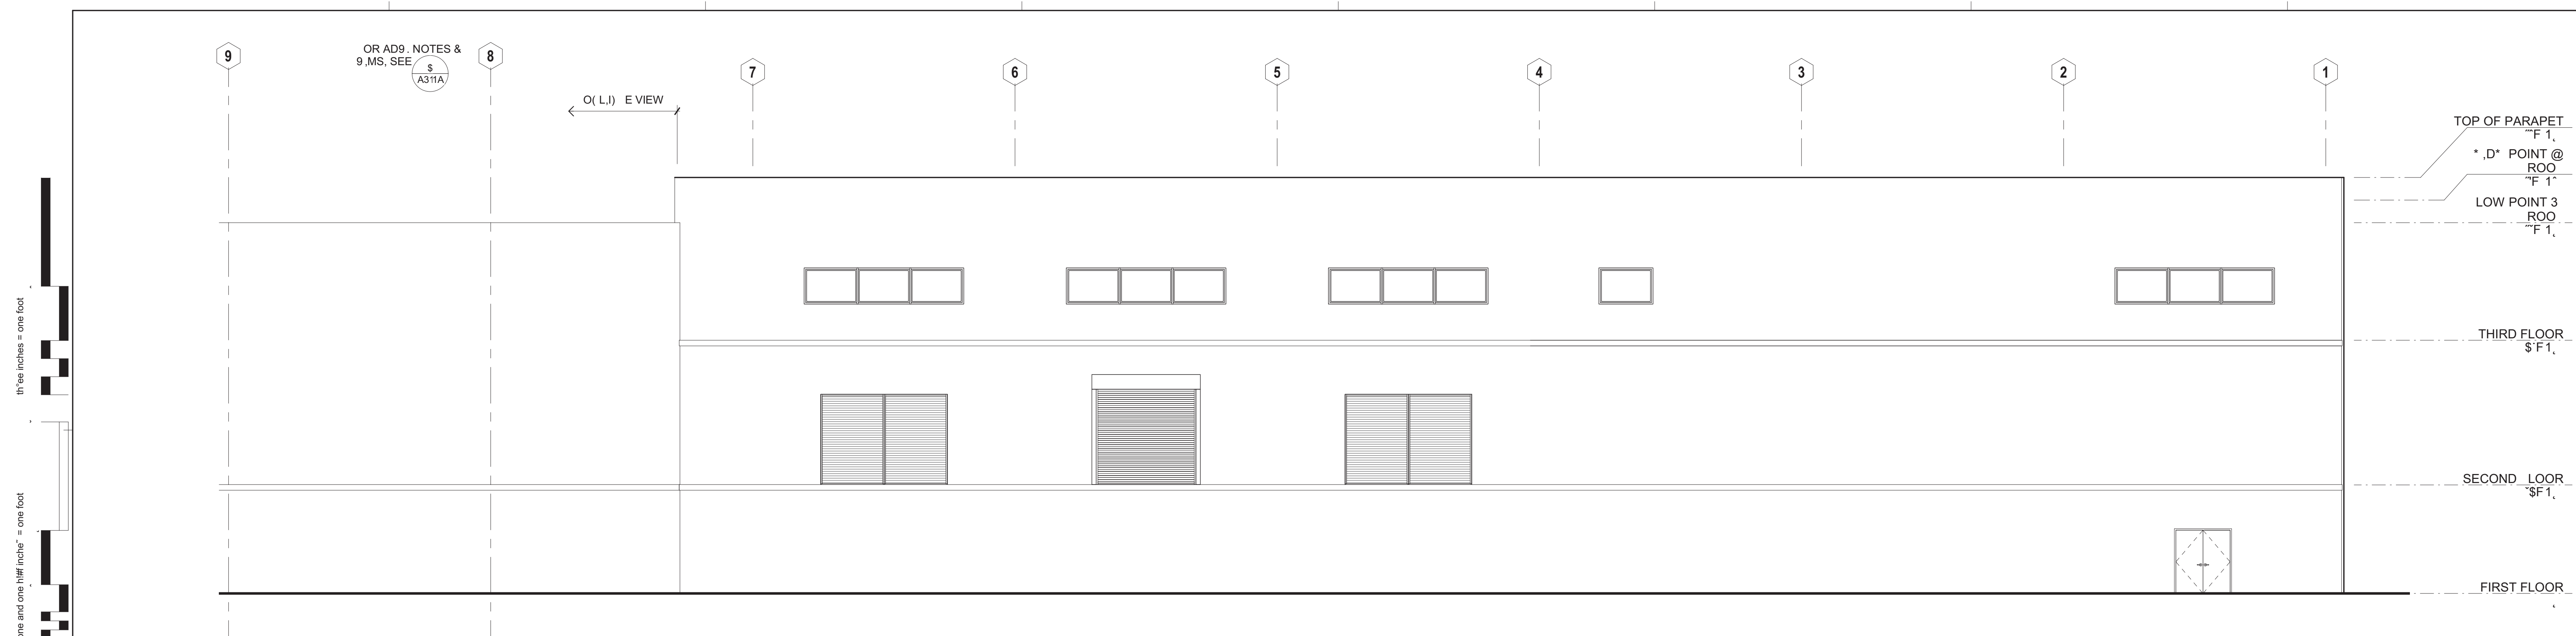 9
8
7
6
5
4
3
2
1
OR AD9 . NOTES &
9 ,MS, SEE
$
A311A
O( L,I) E VIEW
TOP OF PARAPET
* ,D* POINT @
ROO
LOW POINT 3
ROO
THIRD FLOOR
SECOND LOOR
FIRST FLOOR
th ee inches = one foot
one and one inche = one foot